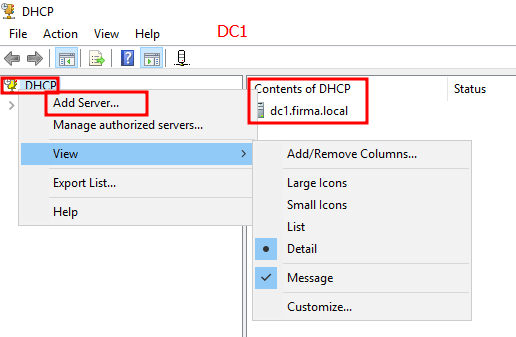 DHCP
File Action View Help
DC1
DHCP
Add Server...
Manage authorized servers...
View
Export List...
Help
Contents of DHCP
Status
dc1.firma.local
Add/Remove Columns...
Large Icons
Small Icons
List
Detail
Message
Customize...